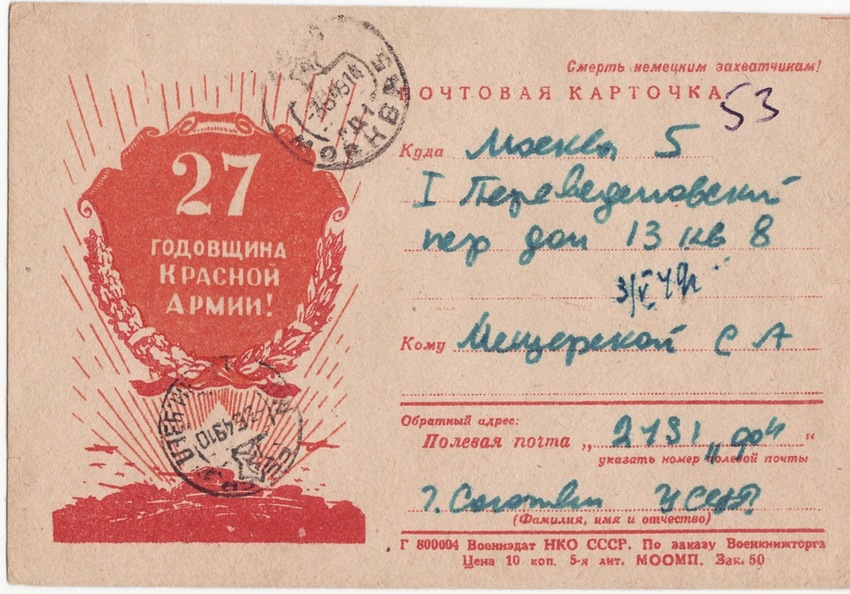 Смерть немецким захватчикам!
ПОЧТОВАЯ КАРТОЧКА
53
27
ГОДОВЩИНА
КРАСНОЙ
АРМИИ!
МОСКВА 5
Куда Москва 5
I Переведеновский
пер дом 13 кв 8
Кому Мещерской С А
Обратный адрес:
Полевая почта „ “
указать номер полевой почты
(Фамилия, имя и отчество)
Г 800004 Воениздат НКО СССР. По заказу Военкнижторга
Цена 10 коп. 5-я лит. МООМП. Зак. 50